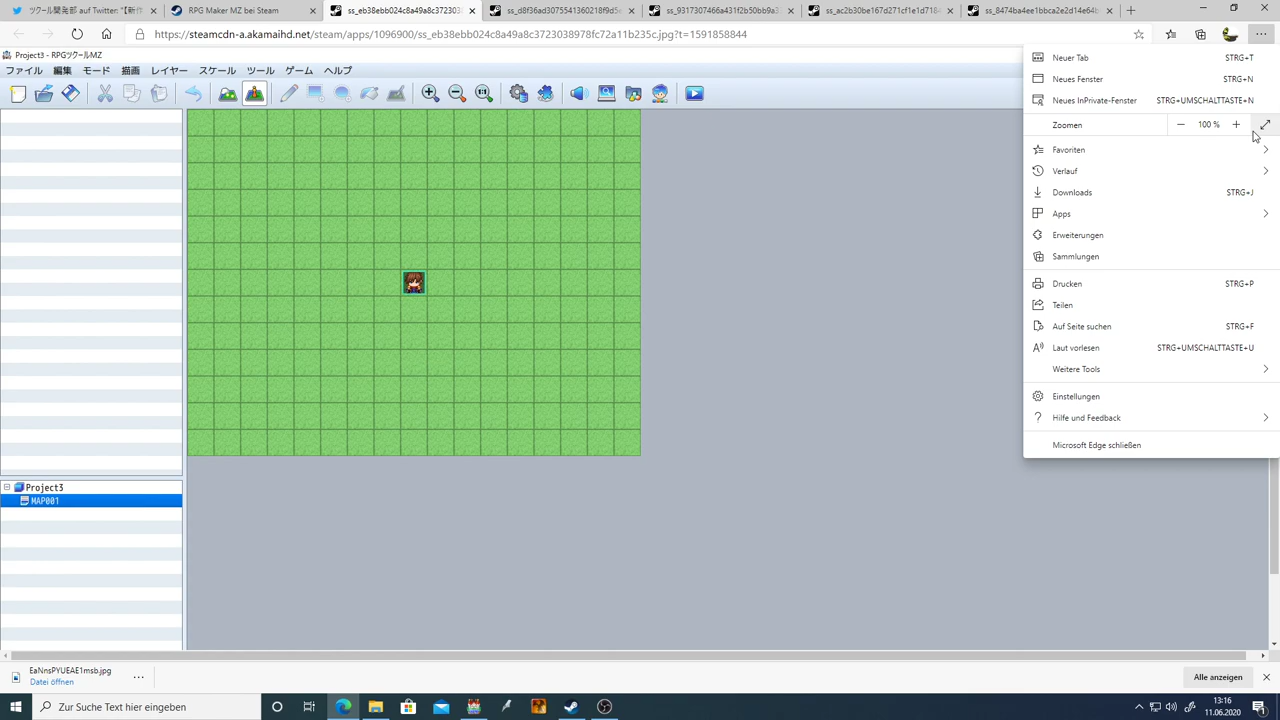 ツクール開発部 auf Twitter "【新作
RPG Maker MZ bei Steam
ss_eb38ebb024c8a49a8c37230389
ss_d8f36ad3075541360218f9d5e
ss_9317307466a431f2b50bb9a3
ss_ac2b30be167d271cf1e1d7184
ss_8474ba4ee1bbca2e2d14e64b
https://steamcdn-a.akamaihd.net/steam/apps/1096900/ss_eb38ebb024c8a49a8c3723038978fc72a11b235c.jpg?t=1591858844
Project3 - RPGツクールMZ
ファイル 編集 モード 描画 レイヤー スケール ツール ゲーム ヘルプ
1:1
Neuer Tab STRG+T
Neues Fenster STRG+N
Neues InPrivate-Fenster STRG+UMSCHALTTASTE+N
Zoomen 100 %
Favoriten
Verlauf
Downloads STRG+J
Apps
Erweiterungen
Sammlungen
Drucken STRG+P
Teilen
Auf Seite suchen STRG+F
Laut vorlesen STRG+UMSCHALTTASTE+U
Weitere Tools
Einstellungen
Hilfe und Feedback
Microsoft Edge schließen
Project3
MAP001
EaNnsPYUEAE1msb.jpg
Datei öffnen
Alle anzeigen
Zur Suche Text hier eingeben
13:16
11.06.2020